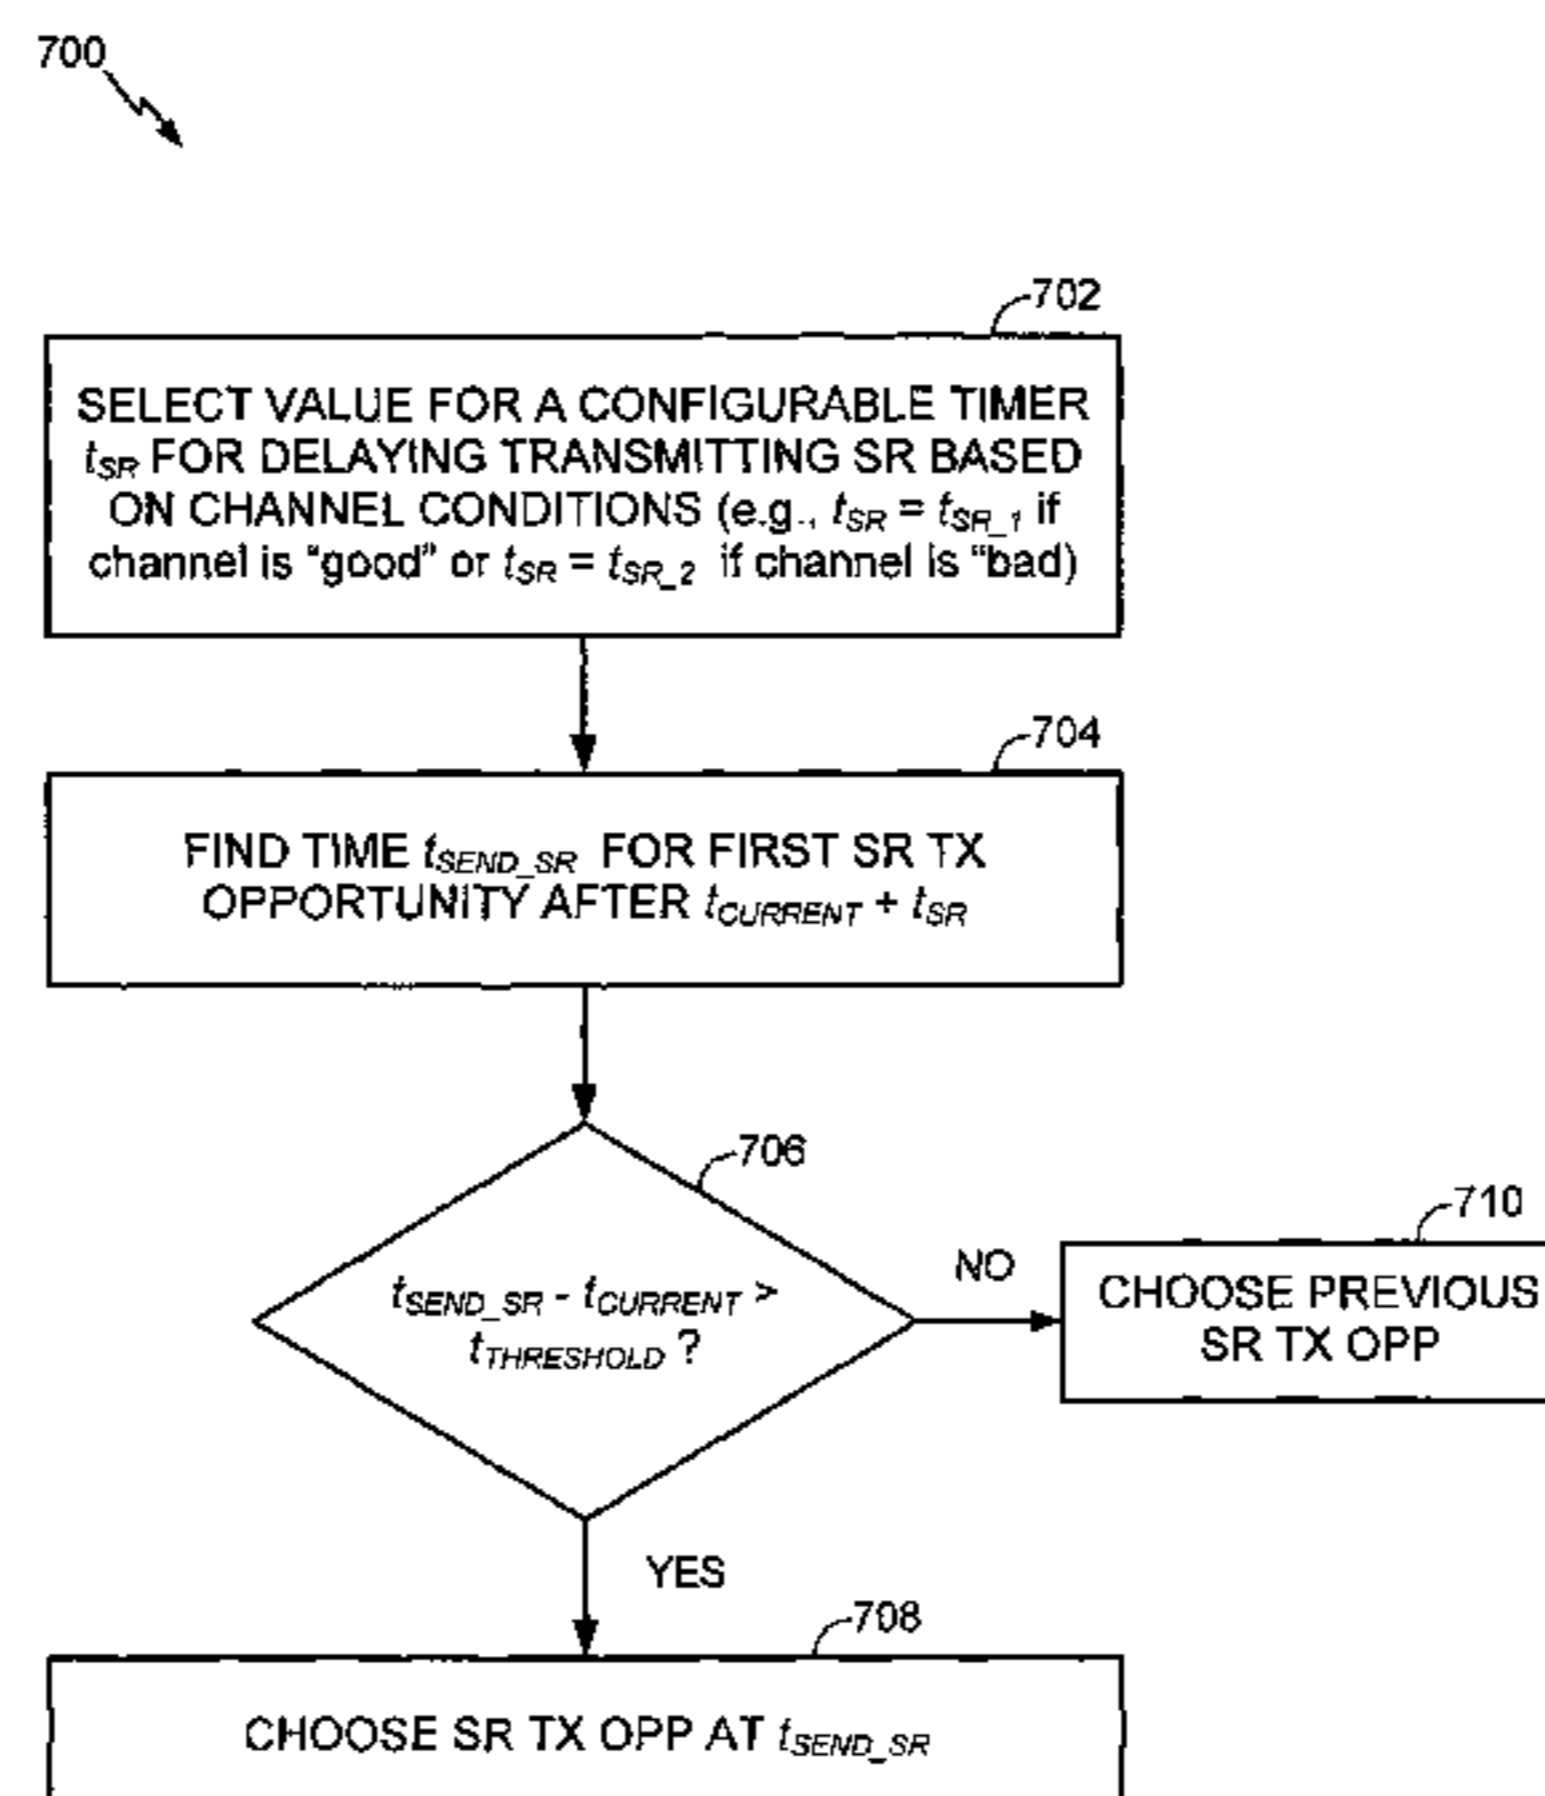 700
702
SELECT VALUE FOR A CONFIGURABLE TIMER
tSR FOR DELAYING TRANSMITTING SR BASED
ON CHANNEL CONDITIONS (e.g., tSR = tSR_1 if
channel is “good” or tSR = tSR_2 if channel is “bad)
704
FIND TIME tSEND_SR FOR FIRST SR TX
OPPORTUNITY AFTER tCURRENT + tSR
706
tSEND_SR - tCURRENT >
tTHRESHOLD ?
NO
710
CHOOSE PREVIOUS
SR TX OPP
YES
708
CHOOSE SR TX OPP AT tSEND_SR